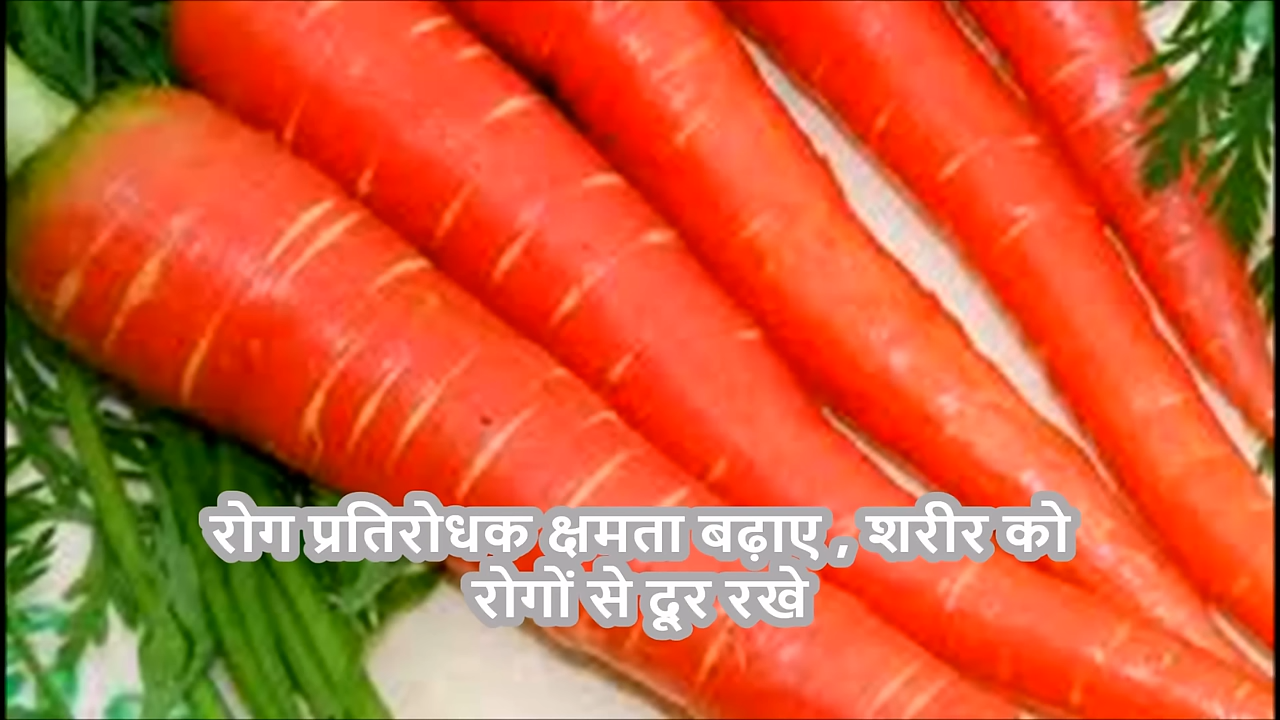 रोग प्रतिरोधक क्षमता बढ़ाए , शरीर को
रोगों से दूर रखे